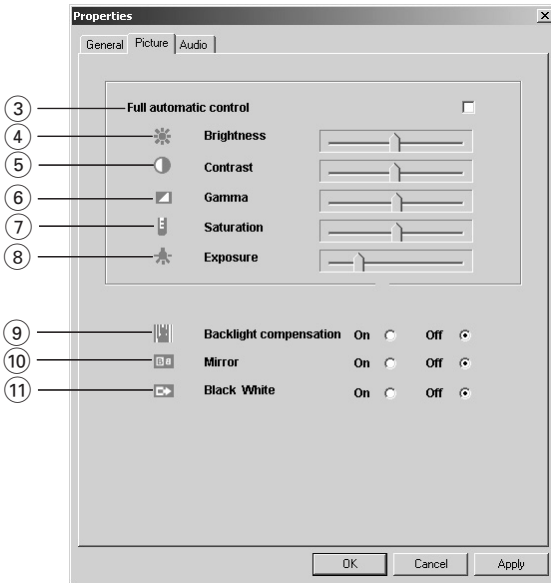 Properties
General Picture Audio
3 Full automatic control
4 Brightness
5 Contrast
6 Gamma
7 Saturation
8 Exposure
9 Backlight compensation On Off
10 Mirror On Off
11 Black White On Off
OK Cancel Apply